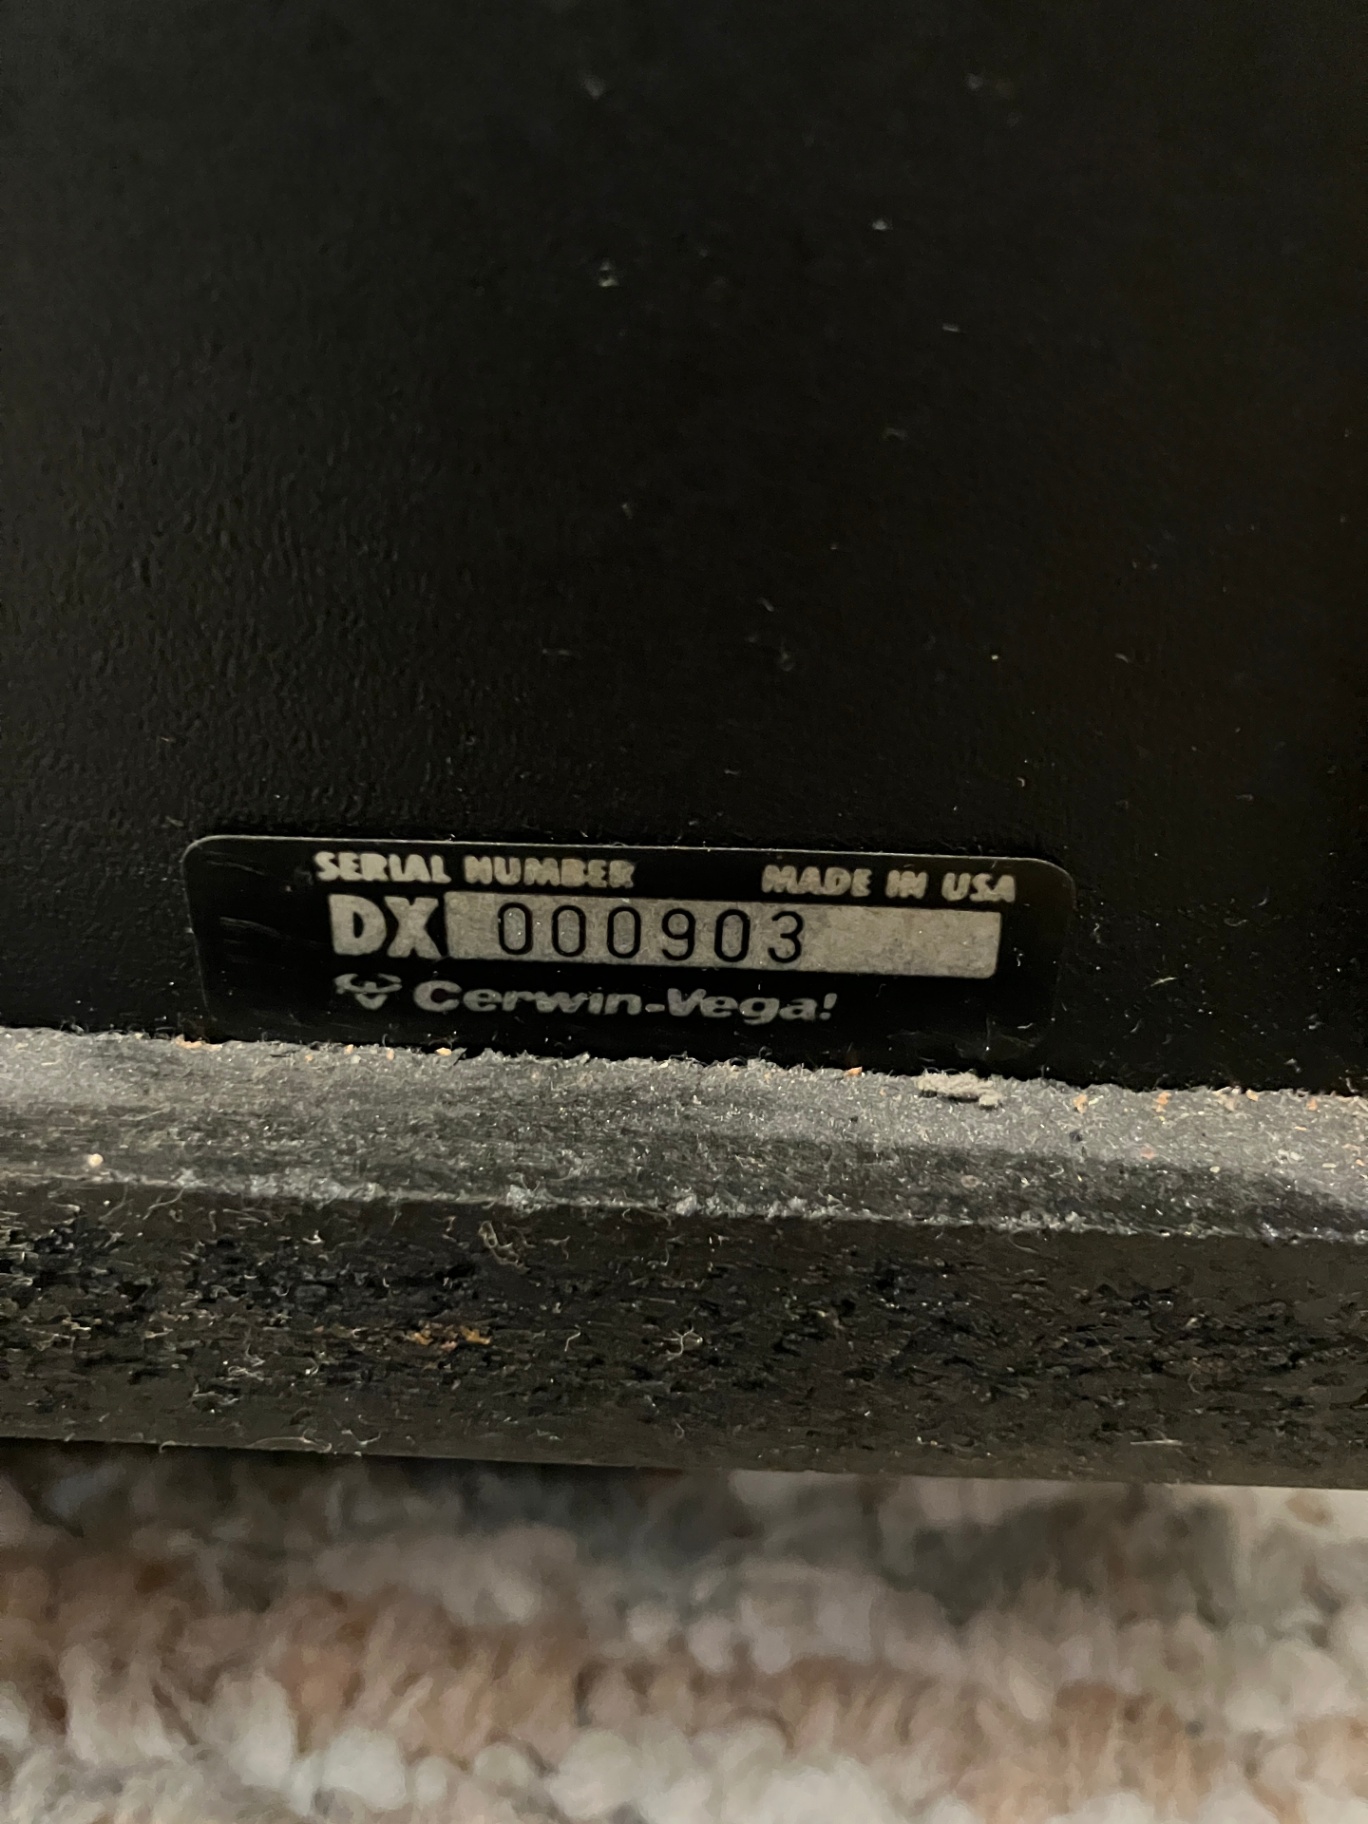 SERIAL NUMBER MADE IN USA
DX 000903
Cerwin-Vega!